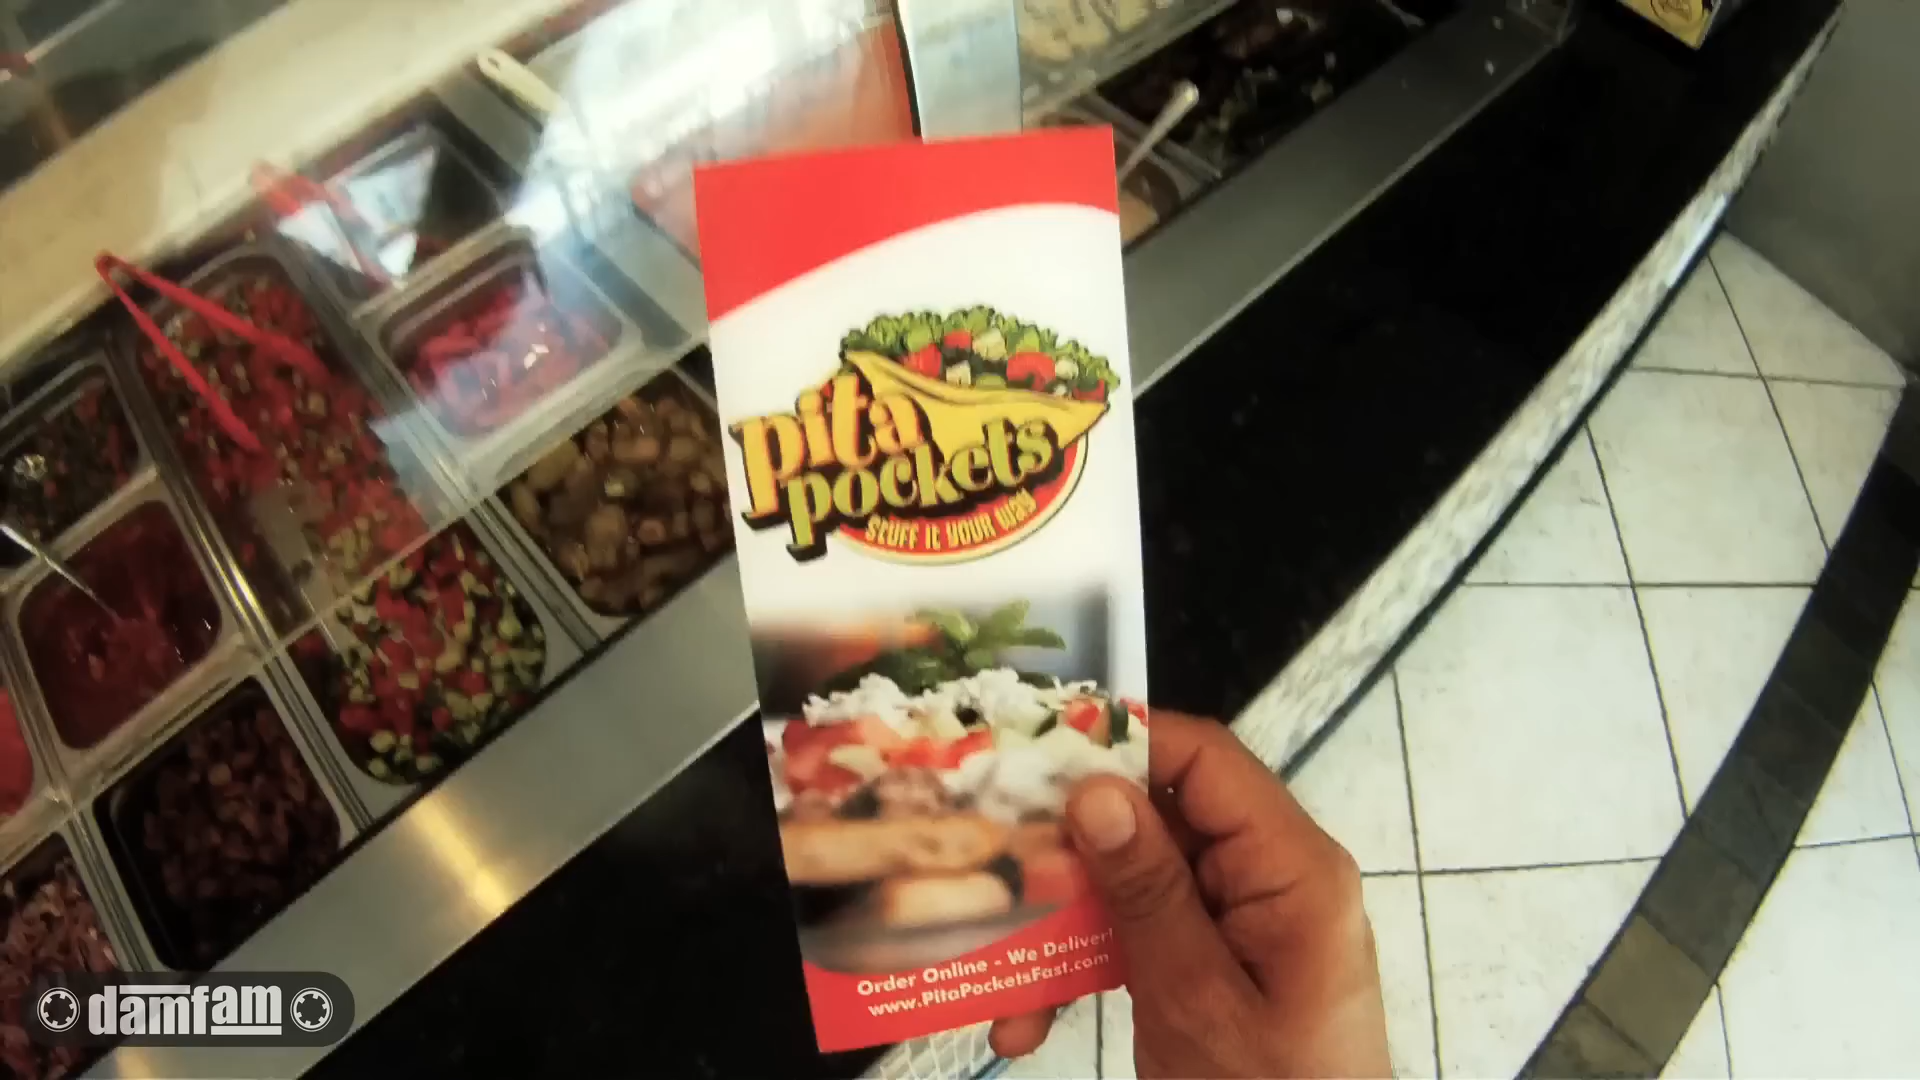 pita
pockets
STUFF IT YOUR WAY
Order Online - We Deliver!
www.PitaPocketsFast.com
damfam